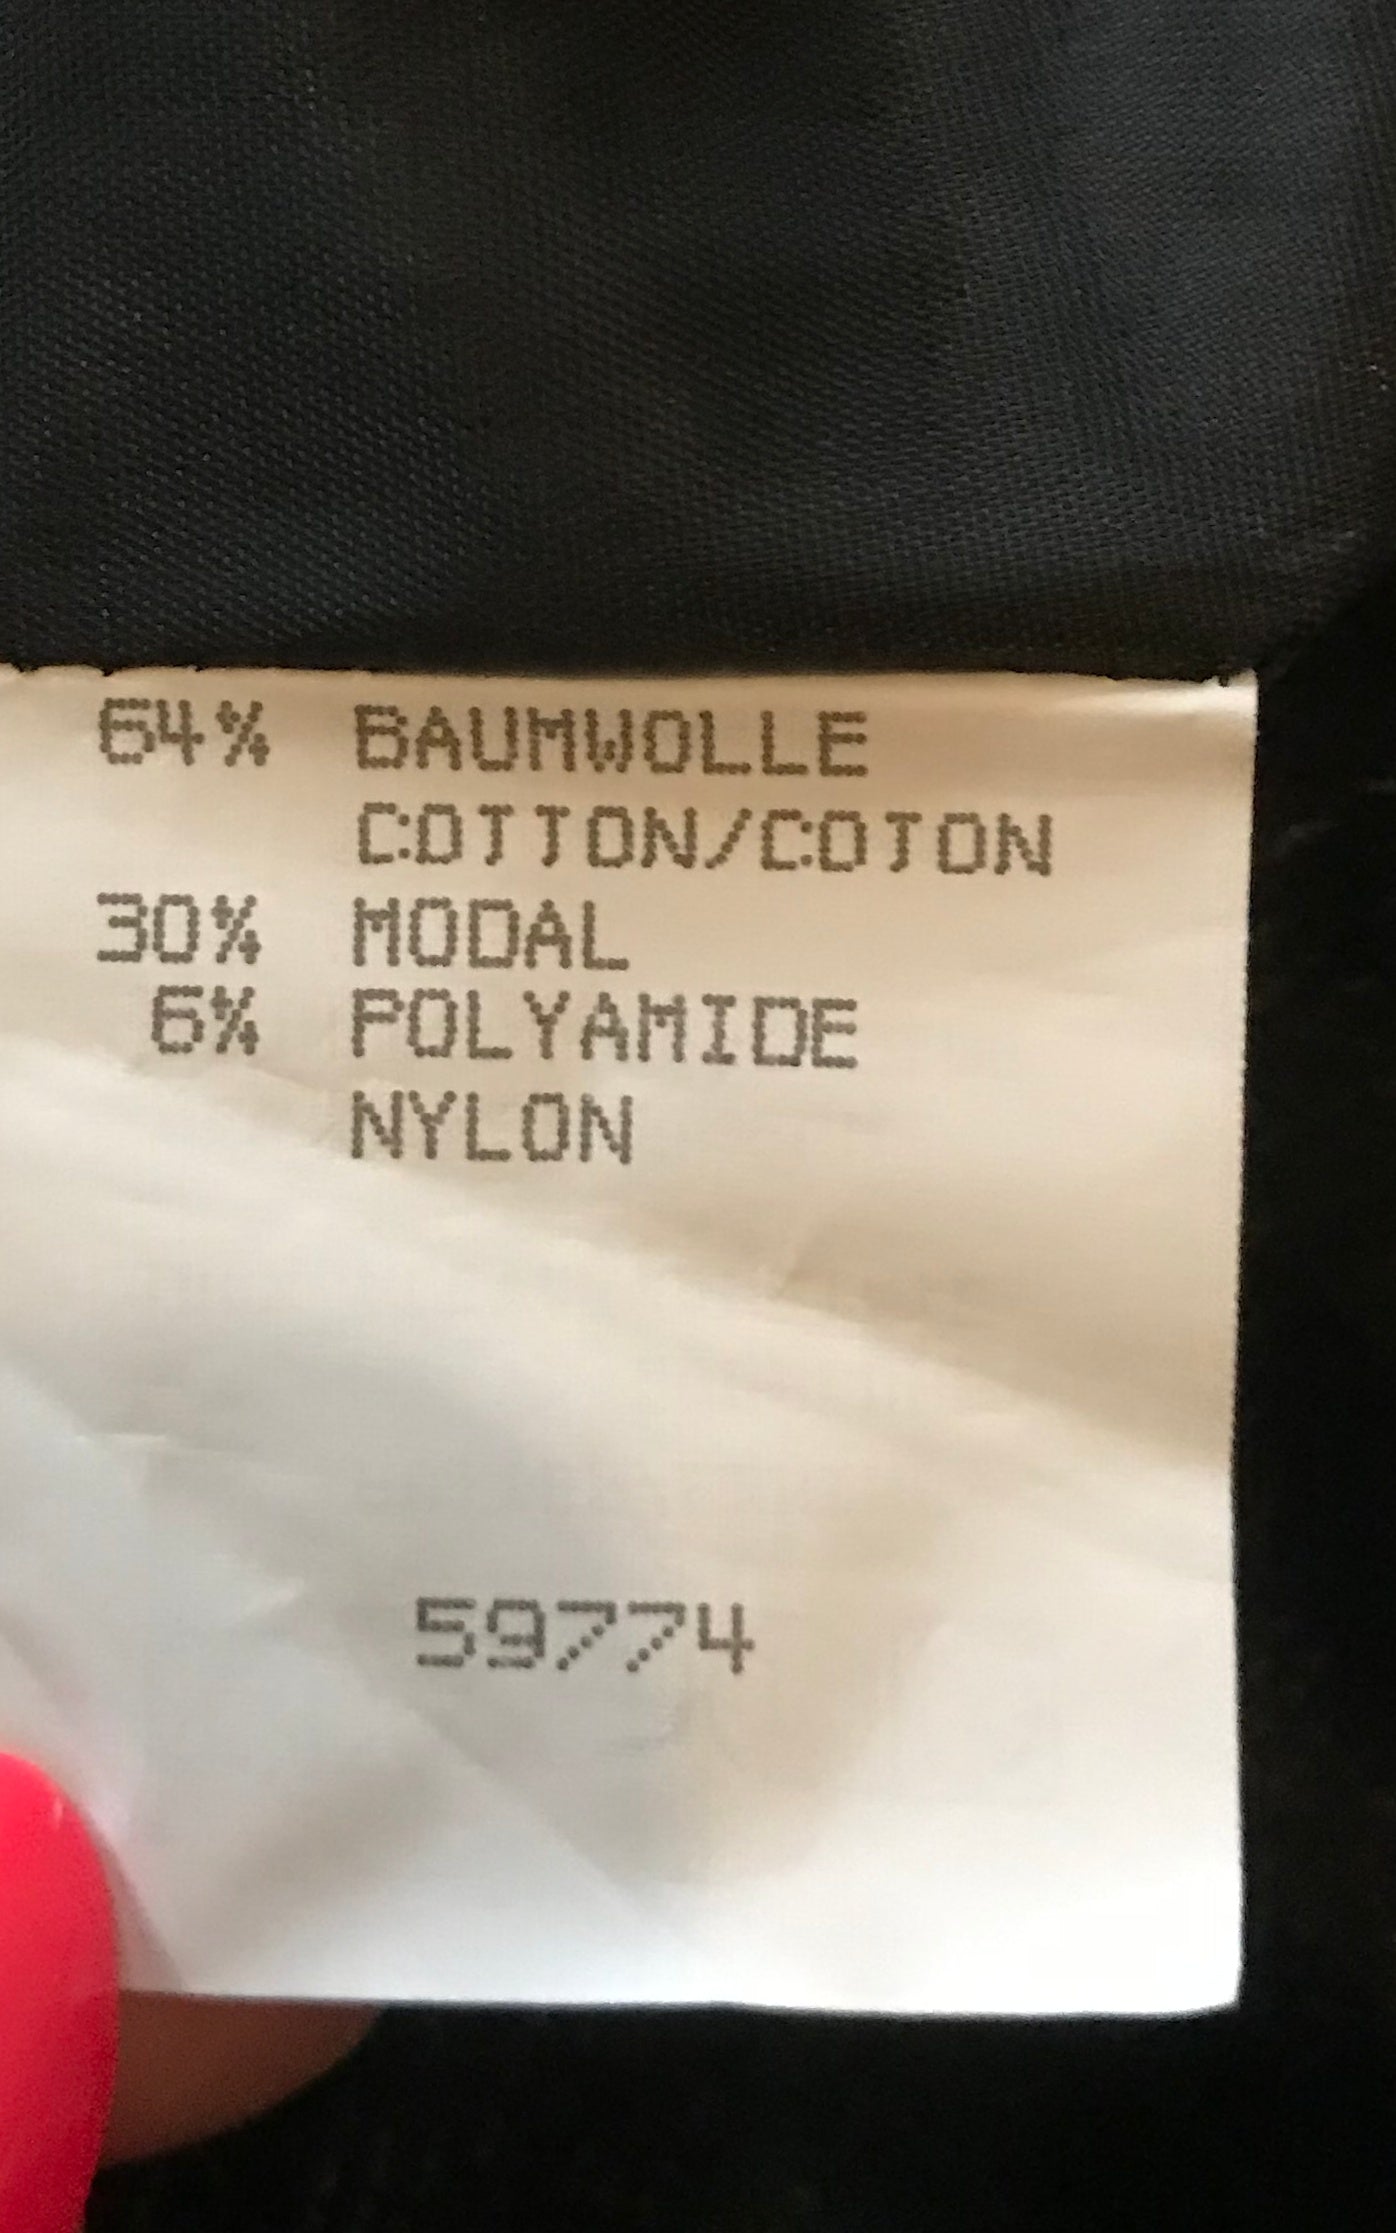 64% BAUMWOLLE
COTTON/COTON
30% MODAL
6% POLYAMIDE
NYLON
59774